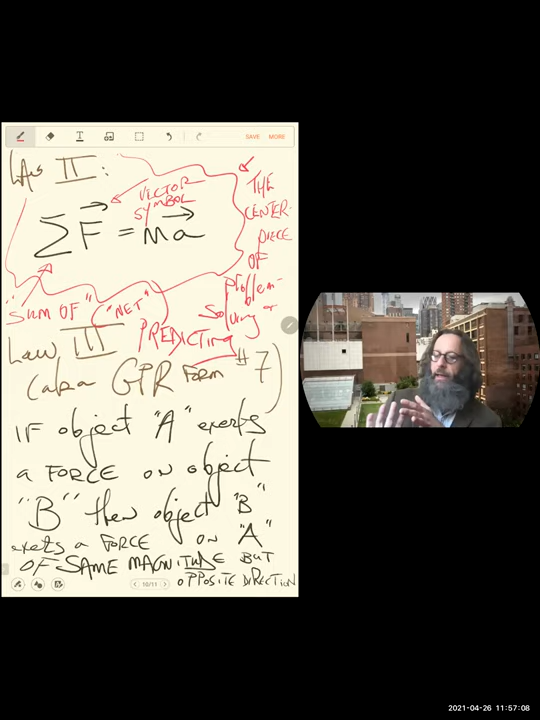 SAVE MORE
LAW II:
VECTOR
SYMBOL
THE
CENTER-
PIECE
OF
Problem-
Solving &
PREDICTING
ΣF = ma
"SUM OF" ("NET")
Law III
(aka GPR FORM #7)
IF object "A" exerts
a FORCE ON object
"B" then object "B"
exerts a FORCE ON "A"
OF SAME MAGNITUDE BUT
OPPOSITE DIRECTION
10/11
2021-04-26 11:57:08